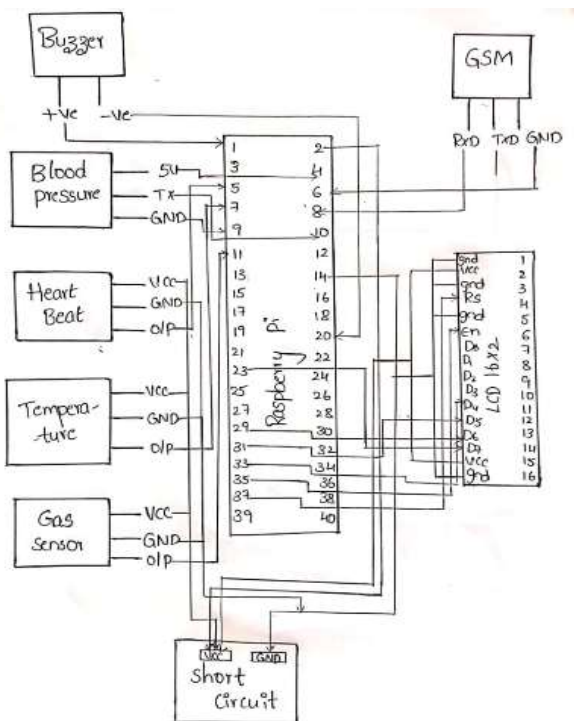 Buzzer
+Ve -Ve
GSM
RXD TXD GND
Blood
pressure
5V
TX
GND
Heart
Beat
VCC
GND
O/P
Tempera-
ture
VCC
GND
O/P
Gas
sensor
VCC
GND
O/P
1 2
3 4
5 6
7 8
9 10
11 12
13 14
15 16
17 18
19 20
21 22
23 24
25 26
27 28
29 30
31 32
33 34
35 36
37 38
39 40
Raspberry Pi
gnd 1
Vcc 2
gnd 3
Rs 4
gnd 5
En 6
D0 7
D1 8
D2 9
D3 10
D4 11
D5 12
D6 13
D7 14
VCC 15
gnd 16
LCD 16x2
VCC GND
Short
Circuit